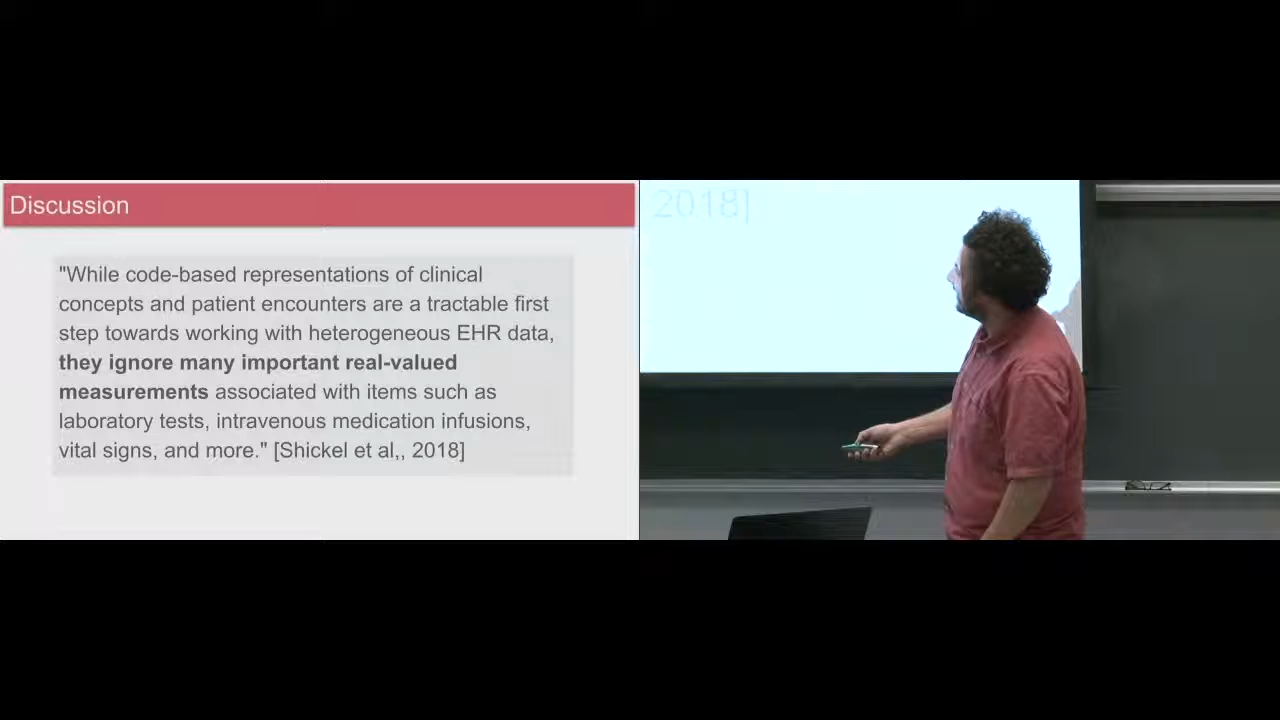 Discussion
"While code-based representations of clinical
concepts and patient encounters are a tractable first
step towards working with heterogeneous EHR data,
they ignore many important real-valued
measurements associated with items such as
laboratory tests, intravenous medication infusions,
vital signs, and more." [Shickel et al,, 2018]
2018]